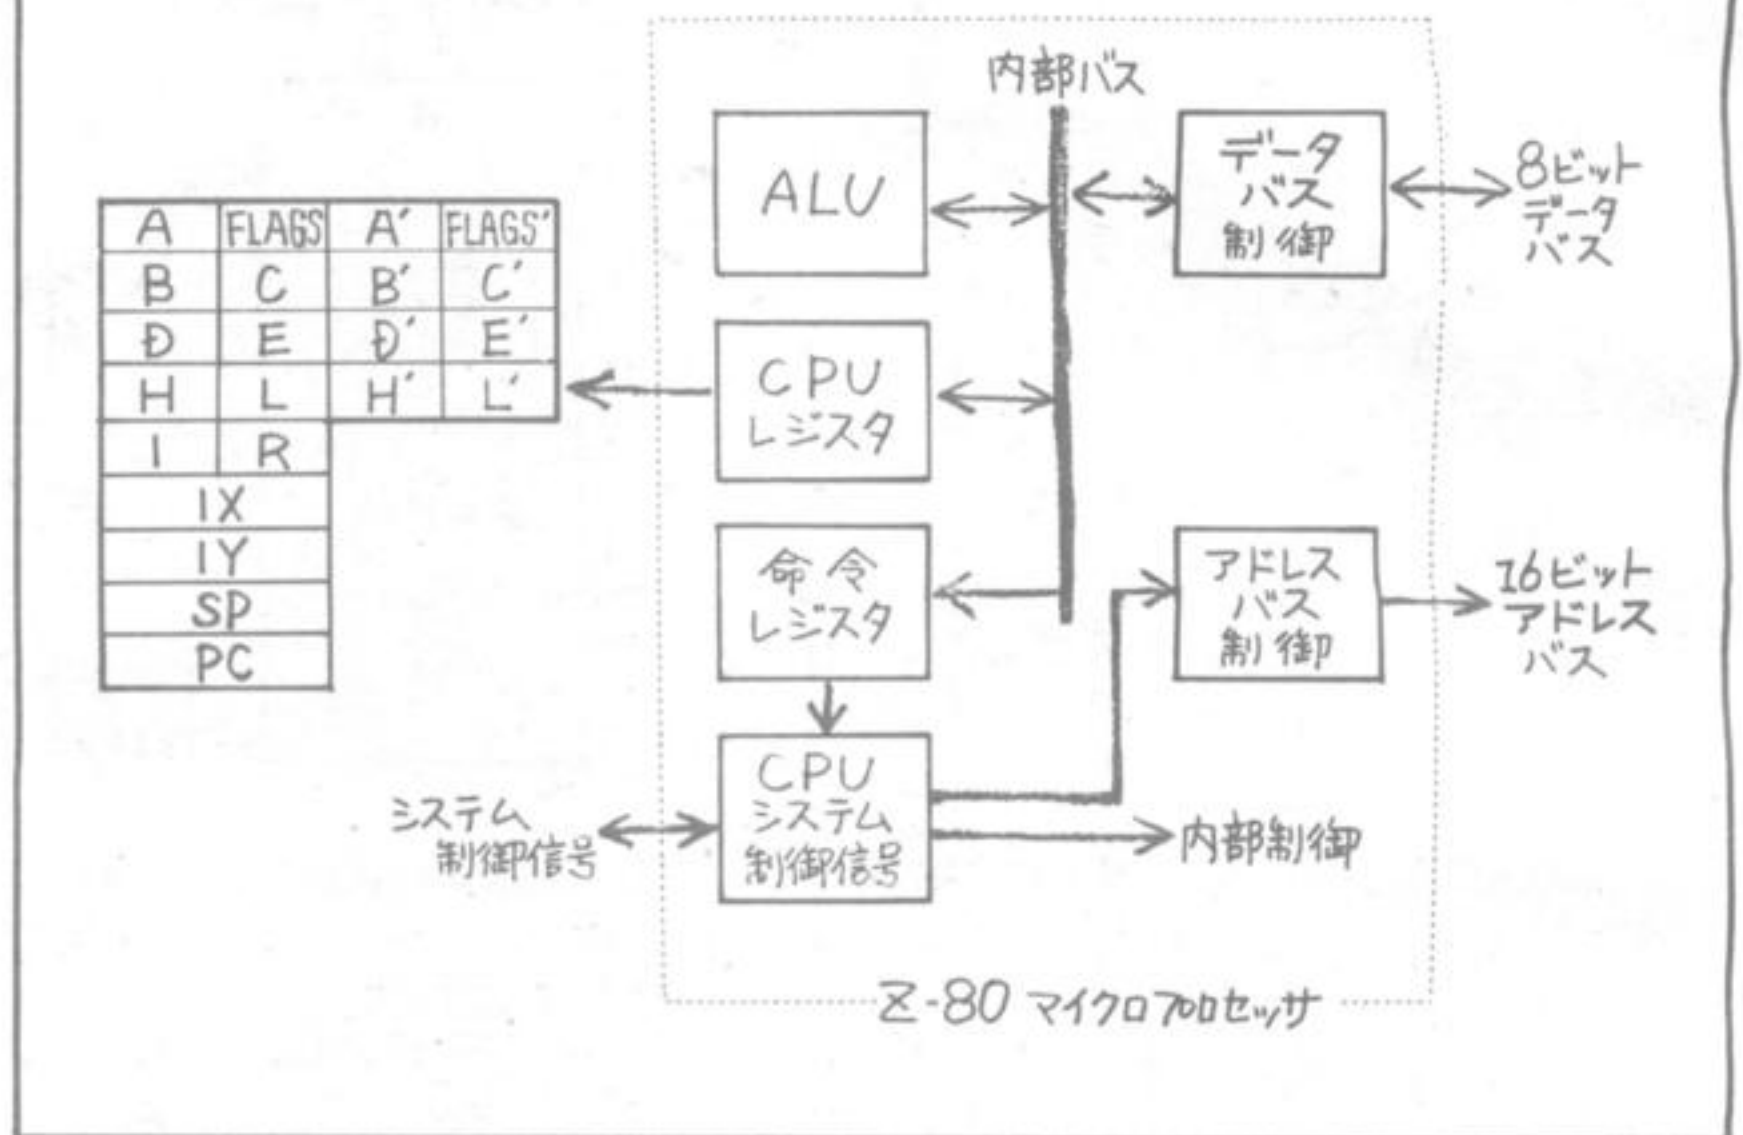 内部バス
ALU
データ
バス
制御
8ビット
データ
バス
A FLAGS A′ FLAGS′
B C B′ C′
D E D′ E′
H L H′ L′
I R
IX
IY
SP
PC
CPU
レジスタ
命令
レジスタ
アドレス
バス
制御
16ビット
アドレス
バス
CPU
システム
制御信号
システム
制御信号
内部制御
Z-80 マイクロプロセッサ